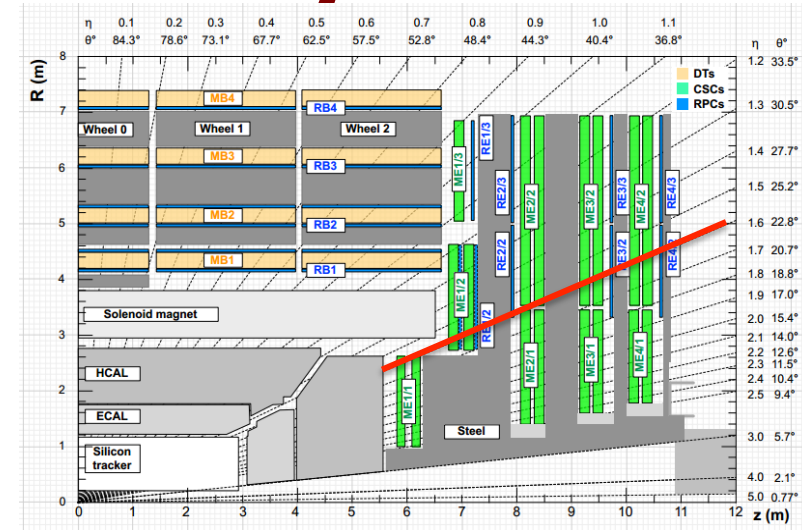 η 0.1 0.2 0.3 0.4 0.5 0.6 0.7 0.8 0.9 1.0 1.1
θ° 84.3° 78.6° 73.1° 67.7° 62.5° 57.5° 52.8° 48.4° 44.3° 40.4° 36.8° η θ°
R (m)
8
7
6
5
4
3
2
1
0
1.2 33.5°
1.3 30.5°
1.4 27.7°
1.5 25.2°
1.6 22.8°
1.7 20.7°
1.8 18.8°
1.9 17.0°
2.0 15.4°
2.1 14.0°
2.2 12.6°
2.3 11.5°
2.4 10.4°
2.5 9.4°
3.0 5.7°
4.0 2.1°
5.0 0.77°
DTs
CSCs
RPCs
MB4
RB4
Wheel 0
Wheel 1
Wheel 2
MB3
RB3
MB2
RB2
MB1
RB1
Solenoid magnet
HCAL
ECAL
Silicon
tracker
Steel
ME1/3
RE1/3
ME1/2
ME1/1
RE2/3
RE2/2
ME2/2
ME2/1
ME3/2
ME3/1
RE3/3
RE3/2
ME4/2
ME4/1
RE4/3
0 1 2 3 4 5 6 7 8 9 10 11 12
z (m)